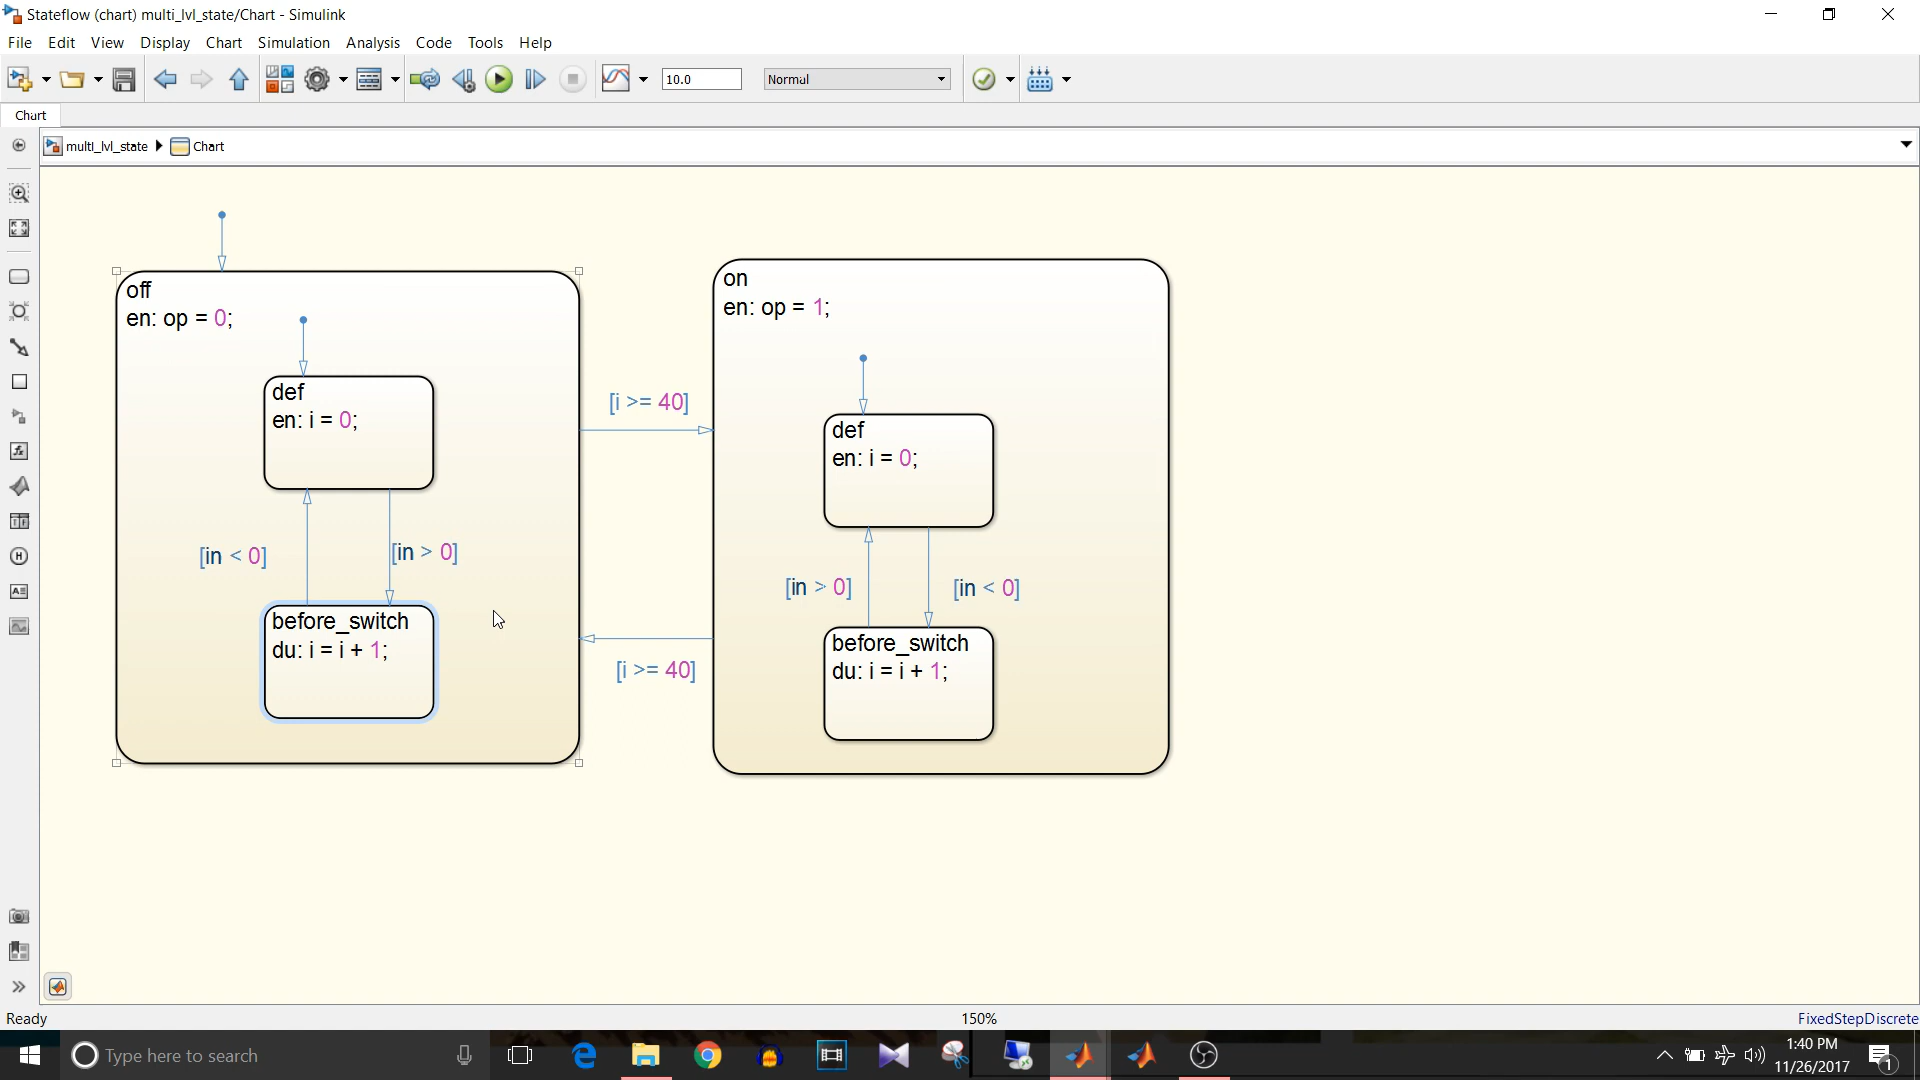 Stateflow (chart) multi_lvl_state/Chart - Simulink
File Edit View Display Chart Simulation Analysis Code Tools Help
10.0
Normal
Chart
multi_lvl_state
Chart
off
en: op = 0;
def
en: i = 0;
[in < 0]
[in > 0]
before_switch
du: i = i + 1;
[i >= 40]
[i >= 40]
on
en: op = 1;
def
en: i = 0;
[in > 0]
[in < 0]
before_switch
du: i = i + 1;
Ready
150%
FixedStepDiscrete
Type here to search
1:40 PM
11/26/2017
1